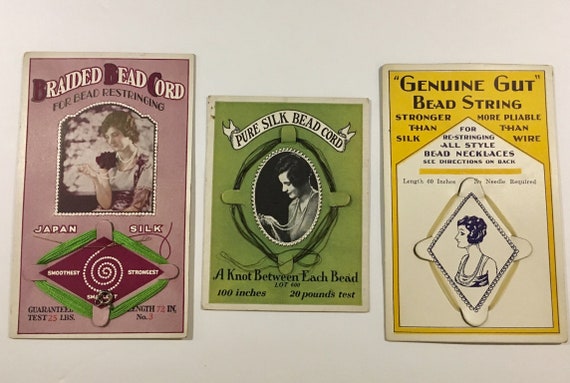 BRAIDED BEAD CORD
FOR BEAD RESTRINGING
JAPAN SILK
SMOOTHEST STRONGEST
GUARANTEED LENGTH 72 IN.
TEST 25 LBS. No. 3
PURE SILK BEAD CORD
A Knot Between Each Bead
LOT 400
100 inches 20 pounds test
"GENUINE GUT"
BEAD STRING
STRONGER THAN SILK
MORE PLIABLE THAN WIRE
FOR
RE-STRINGING
ALL STYLE
BEAD NECKLACES
SEE DIRECTIONS ON BACK
Length 60 Inches No Needle Required